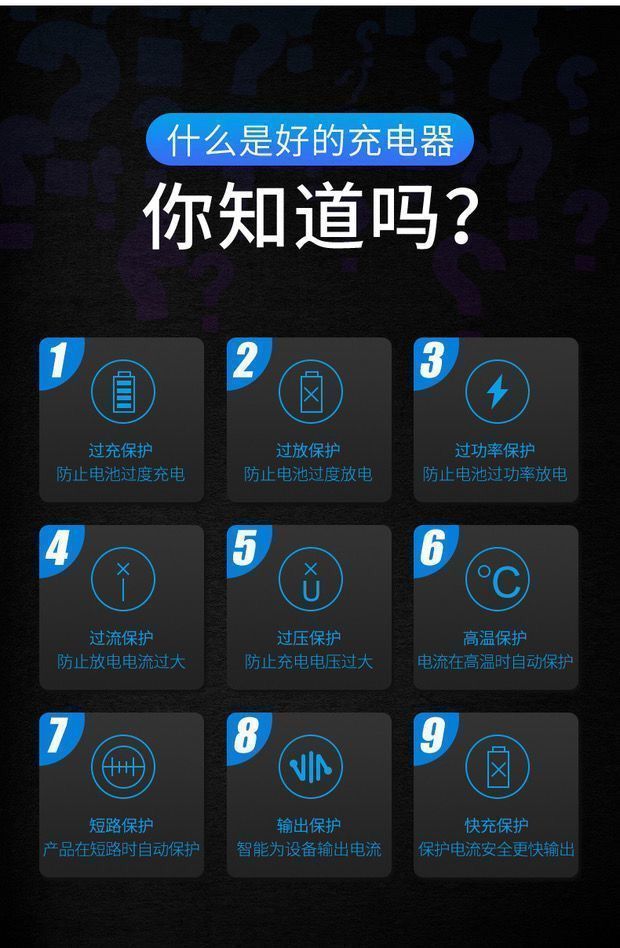 什么是好的充电器
你知道吗?
1
过充保护
防止电池过度充电
2
过放保护
防止电池过度放电
3
过功率保护
防止电池过功率放电
4
×
I
过流保护
防止放电电流过大
5
×
U
过压保护
防止充电电压过大
6
°C
高温保护
电流在高温时自动保护
7
短路保护
产品在短路时自动保护
8
输出保护
智能为设备输出电流
9
快充保护
保护电流安全更快输出